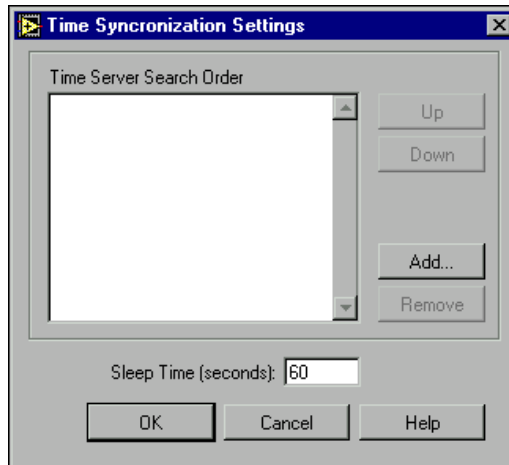 Time Syncronization Settings
Time Server Search Order
Up
Down
Add...
Remove
Sleep Time (seconds): 60
OK Cancel Help